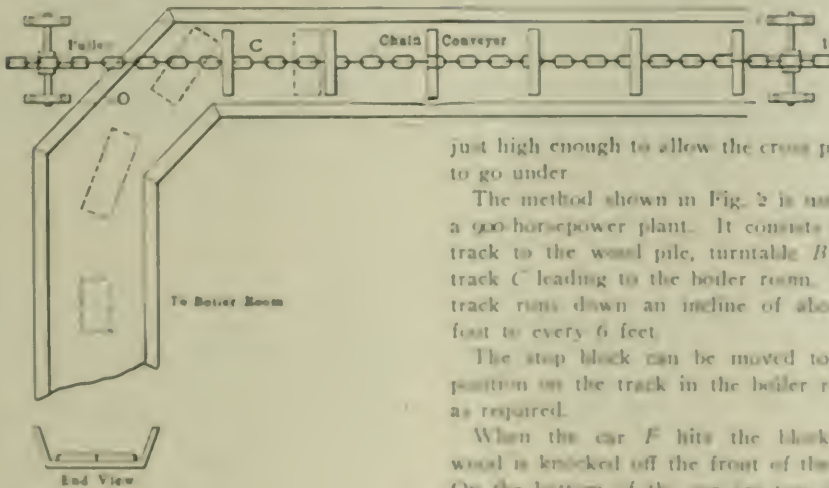 Pulley
C
Chain Conveyer
O
To Boiler Room
End View
just high enough to allow the cross p
to go under
The method shown in Fig. 2 is
a 900-horsepower plant. It consists
track to the wood pile, turntable B
track C leading to the boiler room.
track runs down an incline of
foot to every 6 feet
The stop block can be moved to
position on the track in the boiler r
as required.
When the car F hits the block
wood is knocked off the front of the
On the bottom of the